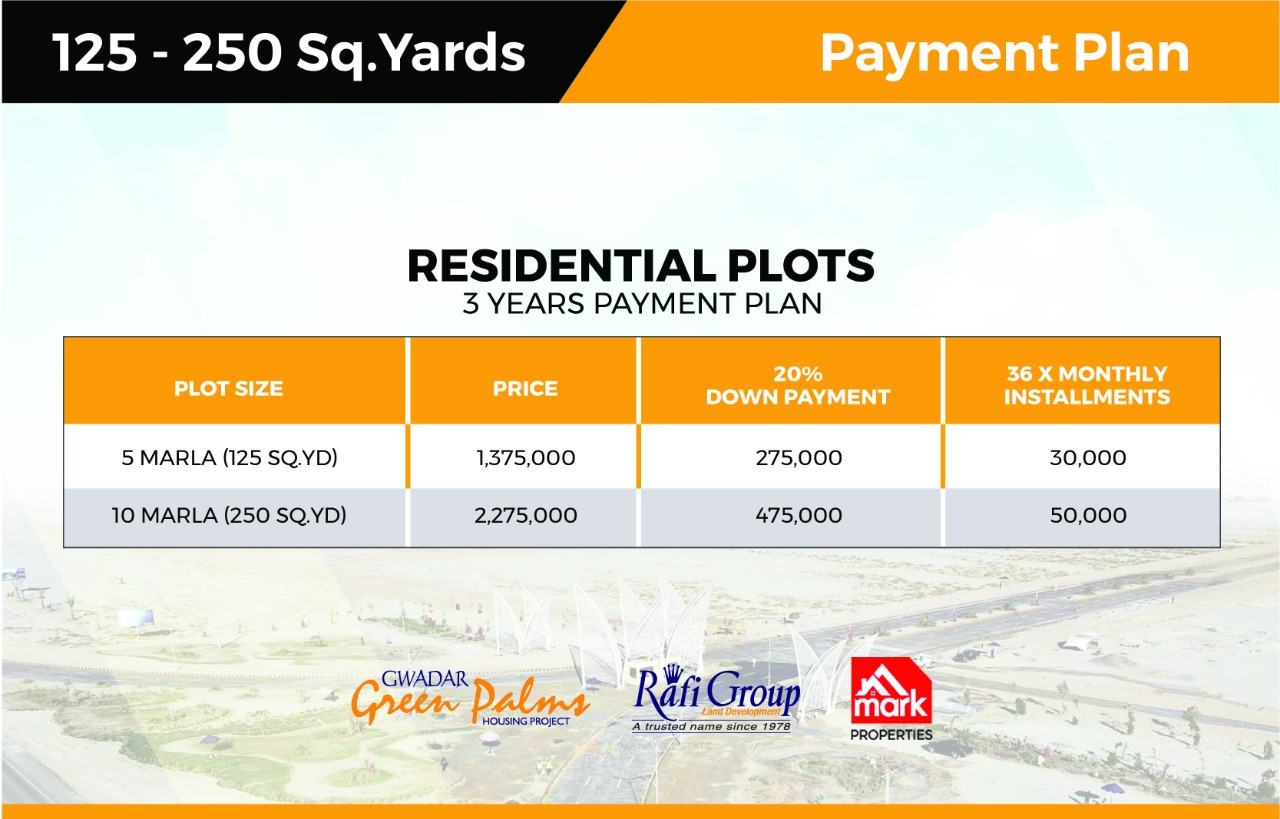 125 - 250 Sq.Yards
Payment Plan
RESIDENTIAL PLOTS
3 YEARS PAYMENT PLAN
PLOT SIZE
PRICE
20%
DOWN PAYMENT
36 X MONTHLY
INSTALLMENTS
5 MARLA (125 SQ.YD)
1,375,000
275,000
30,000
10 MARLA (250 SQ.YD)
2,275,000
475,000
50,000
GWADAR
Green Palms
HOUSING PROJECT
Rafi Group
Land Development
A trusted name since 1978
mark
PROPERTIES